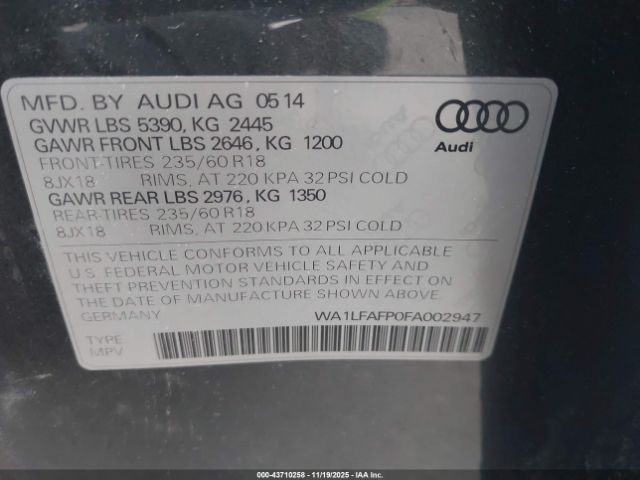 MFD. BY AUDI AG 05 14
GVWR LBS 5390, KG 2445
GAWR FRONT LBS 2646, KG 1200
FRONT-TIRES 235/60 R18
8JX18 RIMS, AT 220 KPA 32 PSI COLD
GAWR REAR LBS 2976, KG 1350
REAR-TIRES 235/60 R18
8JX18 RIMS, AT 220 KPA 32 PSI COLD
Audi
THIS VEHICLE CONFORMS TO ALL APPLICABLE
U.S. FEDERAL MOTOR VEHICLE SAFETY AND
THEFT PREVENTION STANDARDS IN EFFECT ON
THE DATE OF MANUFACTURE SHOWN ABOVE.
GERMANY WA1LFAFP0FA002947
TYPE
MPV
000-43710258 - 11/19/2025 - IAA Inc.